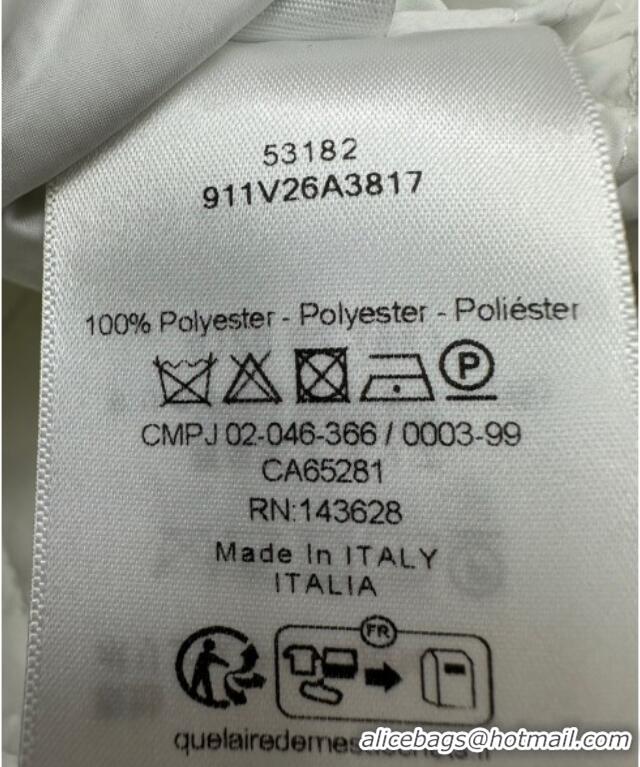 53182
911V26A3817
100% Polyester - Polyester - Poliéster
P
CMPJ 02-046-366 / 0003-99
CA65281
RN:143628
Made In ITALY
ITALIA
FR
alicebags@hotmail.com